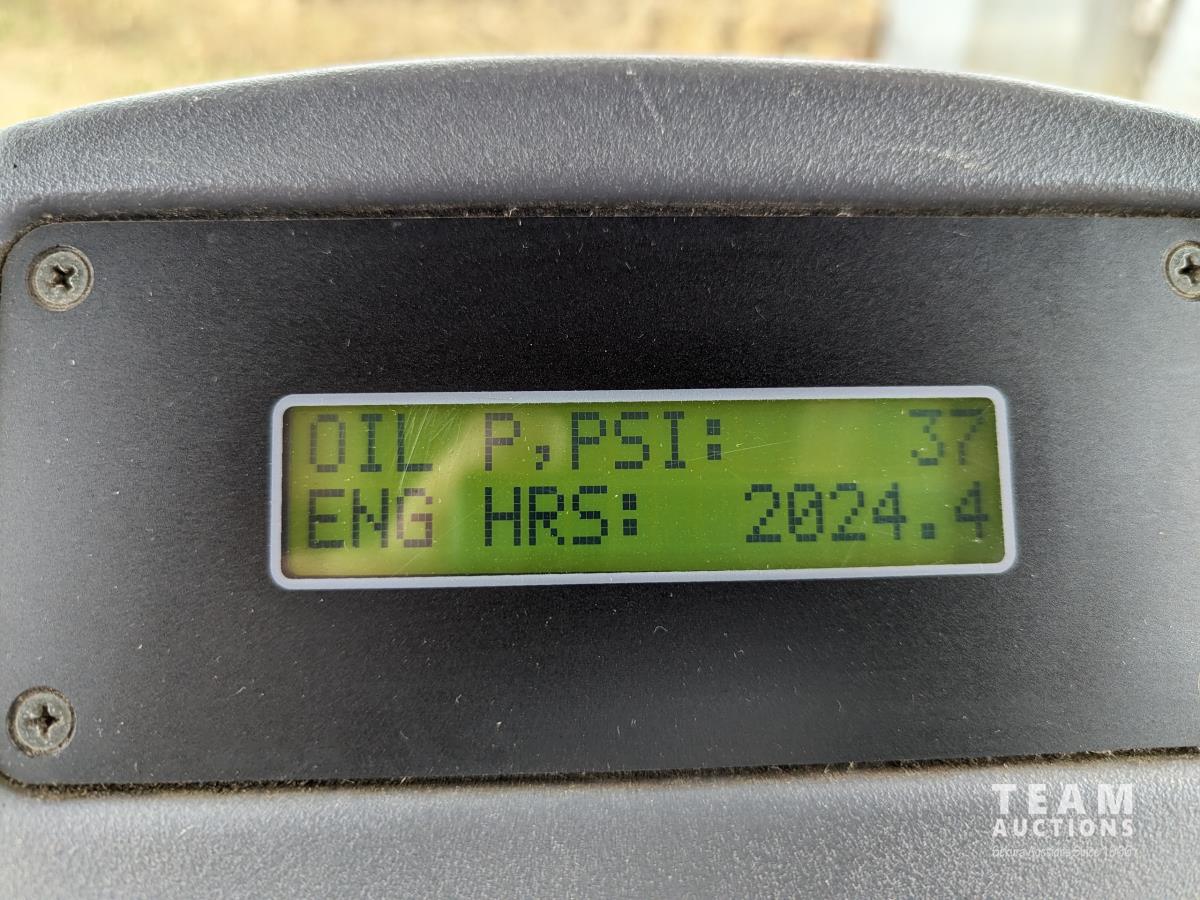 OIL P,PSI: 37
ENG HRS: 2024.4
TEAM
AUCTIONS